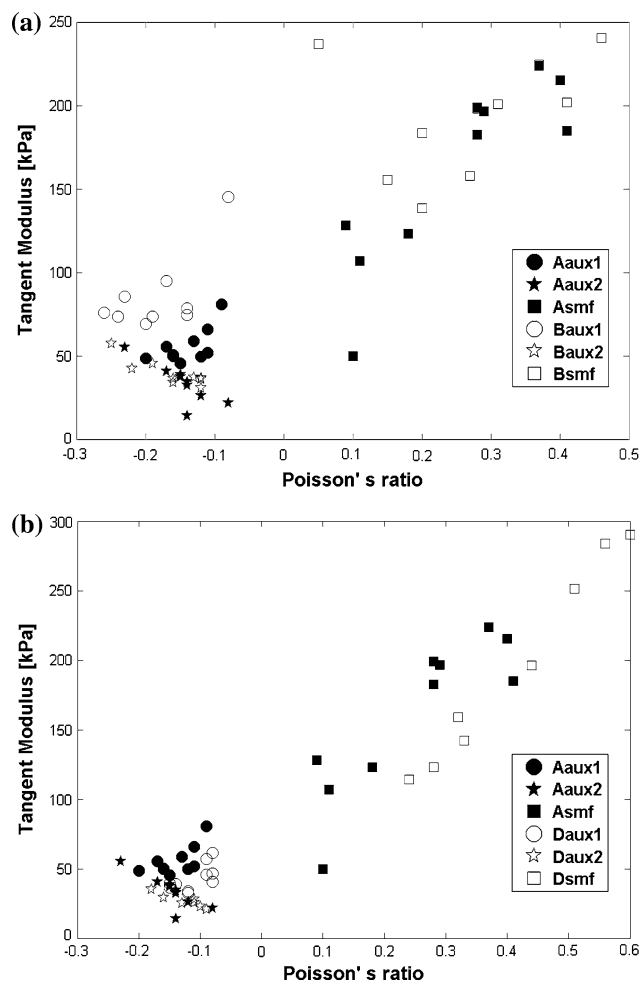 (a)
250
200
150
100
50
0
Tangent Modulus [kPa]
-0.3 -0.2 -0.1 0 0.1 0.2 0.3 0.4 0.5
Poisson' s ratio
Aaux1
Aaux2
Asmf
Baux1
Baux2
Bsmf
(b)
300
250
200
150
100
50
0
Tangent Modulus [kPa]
-0.3 -0.2 -0.1 0 0.1 0.2 0.3 0.4 0.5 0.6
Poisson' s ratio
Aaux1
Aaux2
Asmf
Daux1
Daux2
Dsmf